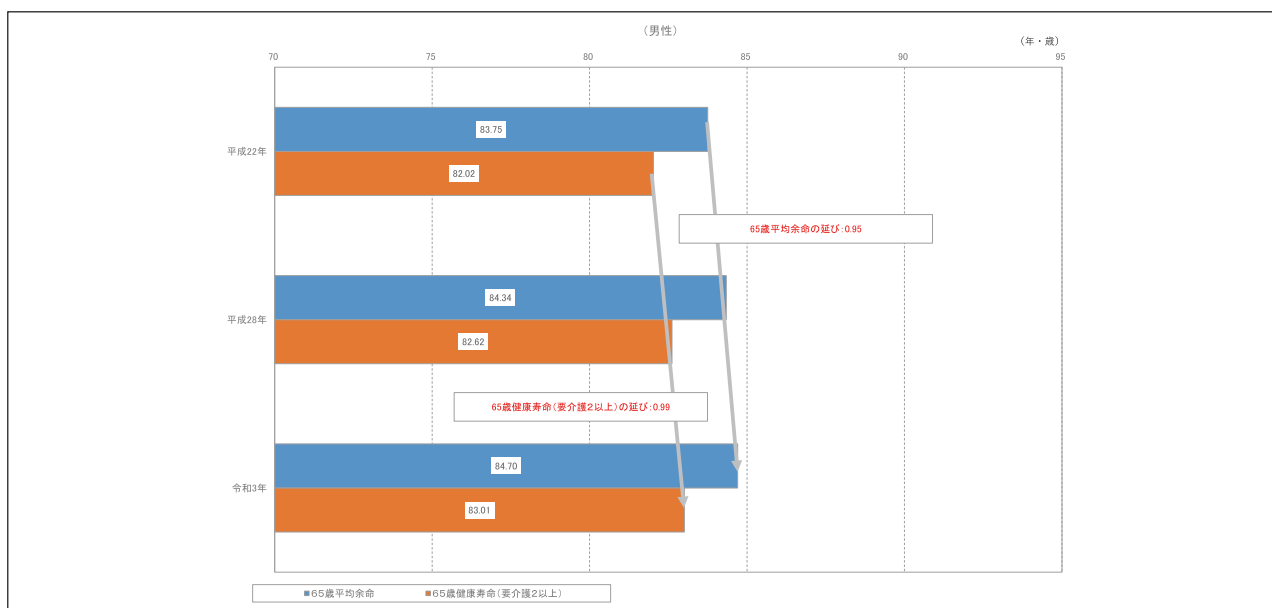 （男性）
（年・歳）
70 75 80 85 90 95
平成22年
83.75
82.02
65歳平均余命の延び：0.95
平成28年
84.34
82.62
65歳健康寿命（要介護２以上）の延び：0.99
令和3年
84.70
83.01
■６５歳平均余命 ■６５歳健康寿命（要介護２以上）